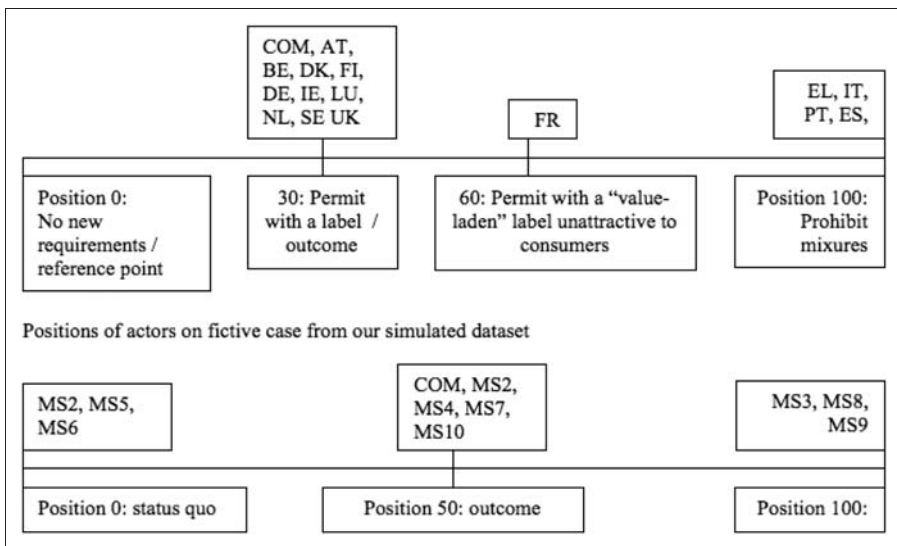 COM, AT,
BE, DK, FI,
DE, IE, LU,
NL, SE UK
FR
EL, IT,
PT, ES,
Position 0:
No new
requirements /
reference point
30: Permit
with a label /
outcome
60: Permit with a “value-
laden” label unattractive to
consumers
Position 100:
Prohibit
mixtures
Positions of actors on fictive case from our simulated dataset
MS2, MS5,
MS6
COM, MS2,
MS4, MS7,
MS10
MS3, MS8,
MS9
Position 0: status quo
Position 50: outcome
Position 100: